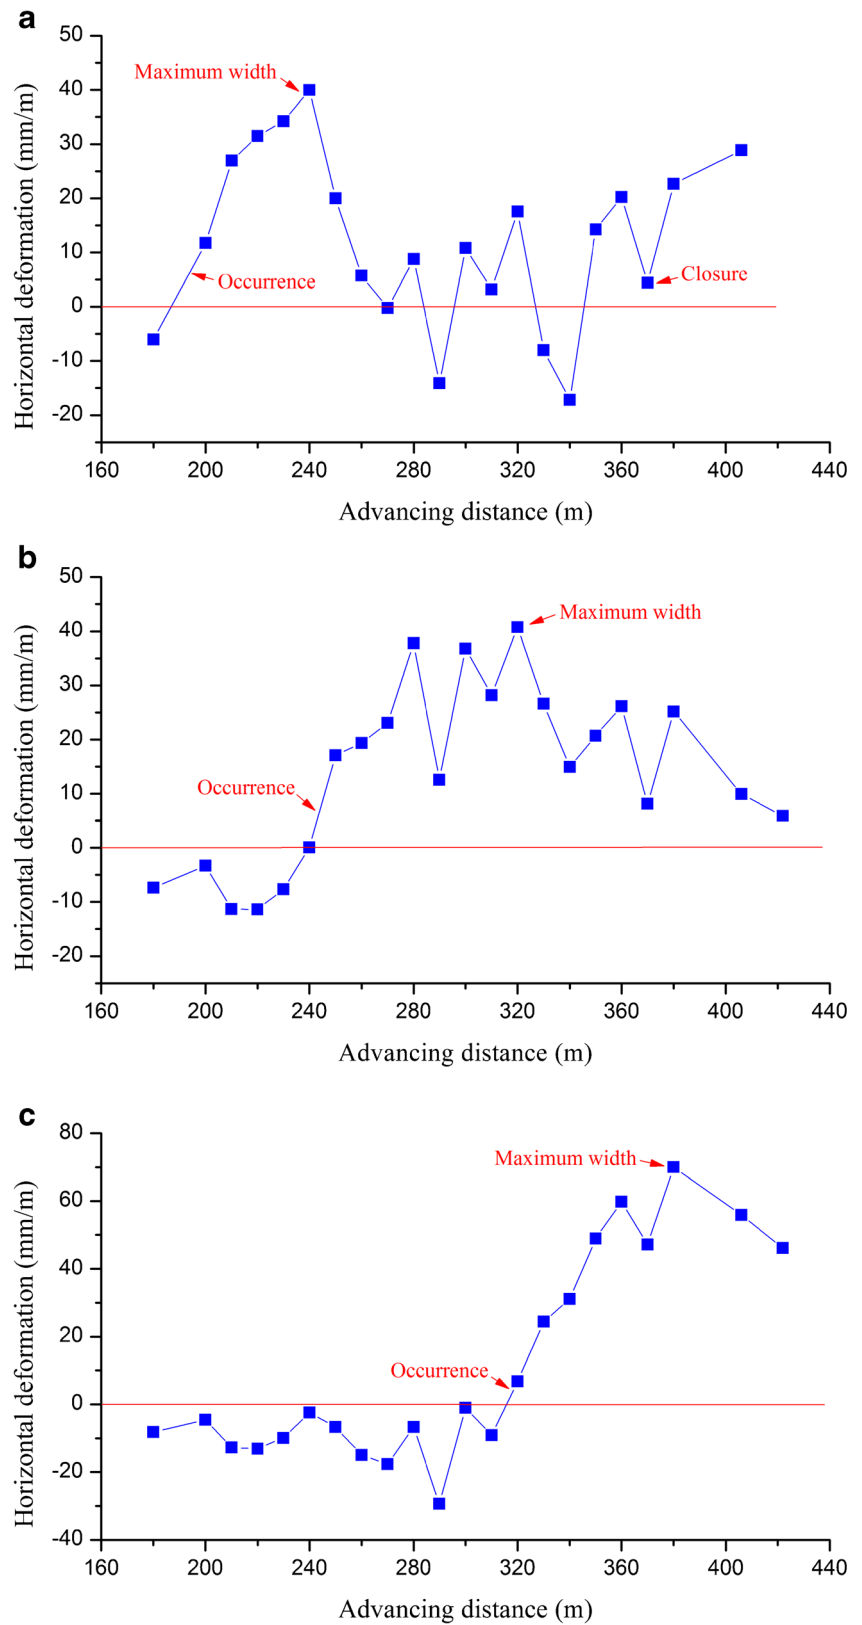 a
50
40
30
20
10
0
-10
-20
Horizontal deformation (mm/m)
Maximum width
Occurrence
Closure
160 200 240 280 320 360 400 440
Advancing distance (m)
b
50
40
30
20
10
0
-10
-20
Horizontal deformation (mm/m)
Maximum width
Occurrence
160 200 240 280 320 360 400 440
Advancing distance (m)
c
80
60
40
20
0
-20
-40
Horizontal deformation (mm/m)
Maximum width
Occurrence
160 200 240 280 320 360 400 440
Advancing distance (m)